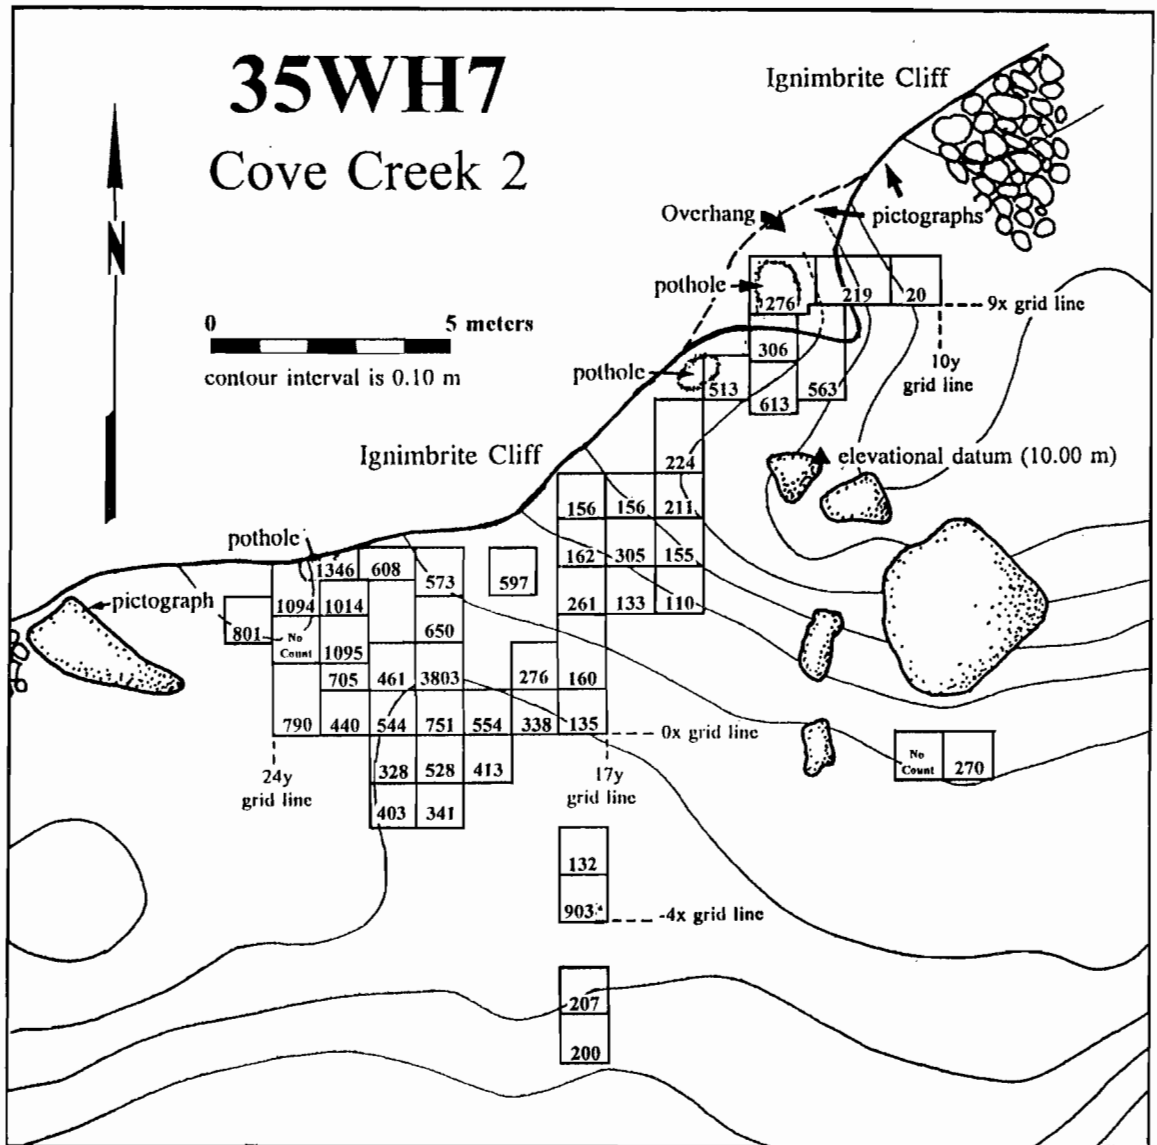 35WH7
Cove Creek 2
Ignimbrite Cliff
N
Overhang
pictographs
pothole
276
219
20
9x grid line
0
5 meters
contour interval is 0.10 m
306
10y
grid line
pothole
513
613
563
Ignimbrite Cliff
224
elevational datum (10.00 m)
156
156
211
pothole
162
305
155
1346
608
573
597
pictograph
1094
1014
261
133
110
801
No
Count
650
1095
705
461
3803
276
160
790
440
544
751
554
338
135
0x grid line
No
Count
270
24y
grid line
328
528
413
17y
grid line
403
341
132
903
-4x grid line
207
200